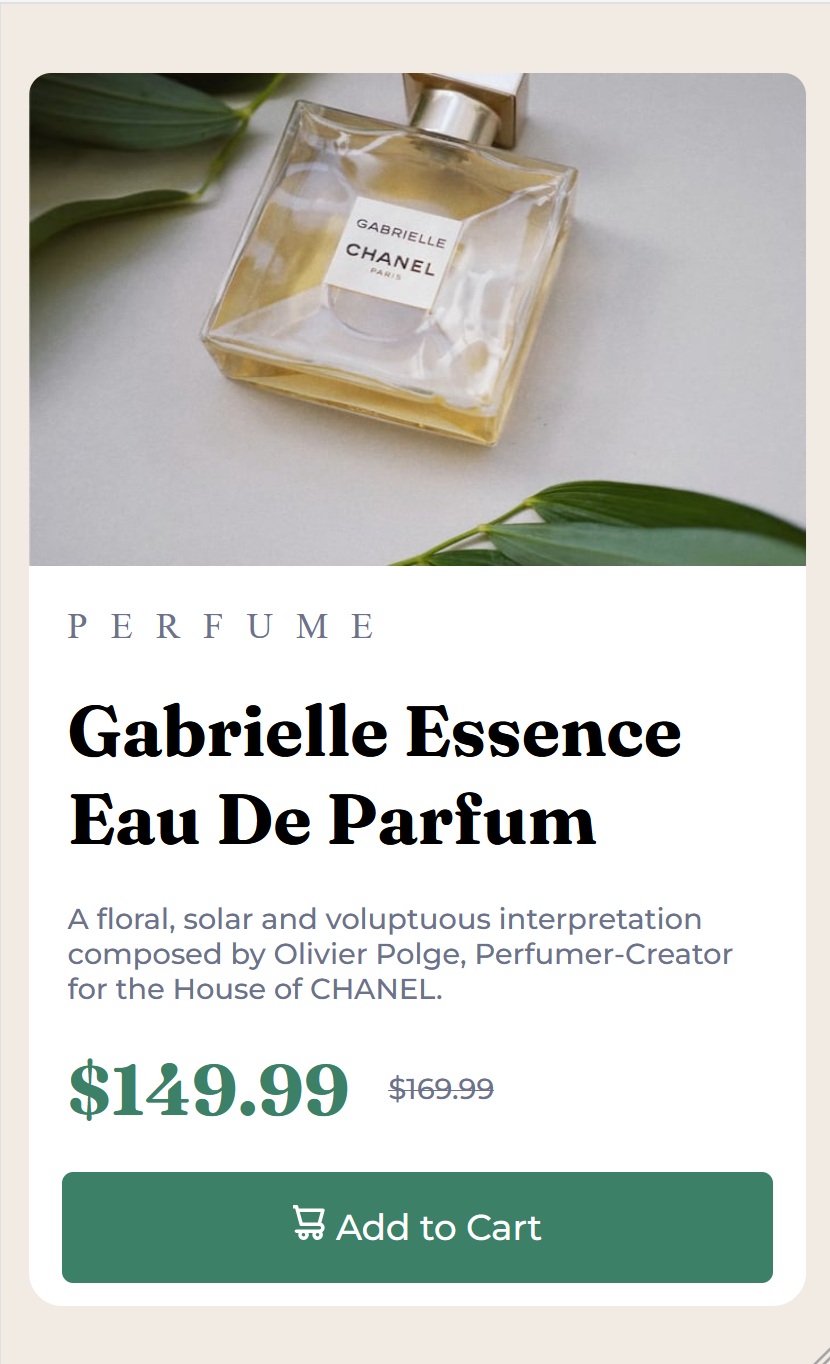 GABRIELLE
CHANEL
PARIS
PERFUME
Gabrielle Essence
Eau De Parfum
A floral, solar and voluptuous interpretation
composed by Olivier Polge, Perfumer-Creator
for the House of CHANEL.
$149.99 $169.99
Add to Cart